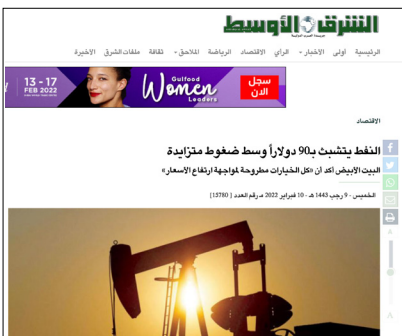 الشرق الأوسط
الرئيسية أولى الأخبار الرأي الاقتصاد الرياضة الملاحق ثقافة ملفات الشرق الأخيرة
13 - 17
FEB 2022
Gulfood
Women
Leaders
سجل
الآن
الاقتصاد
النفط يتشبث بـ90 دولاراً وسط ضغوط متزايدة
البيت الأبيض أكد أن «كل الخيارات مطروحة لمواجهة ارتفاع الأسعار»
الخميس - 9 رجب 1443 هـ - 10 فبراير 2022 مـ رقم العدد [15780]